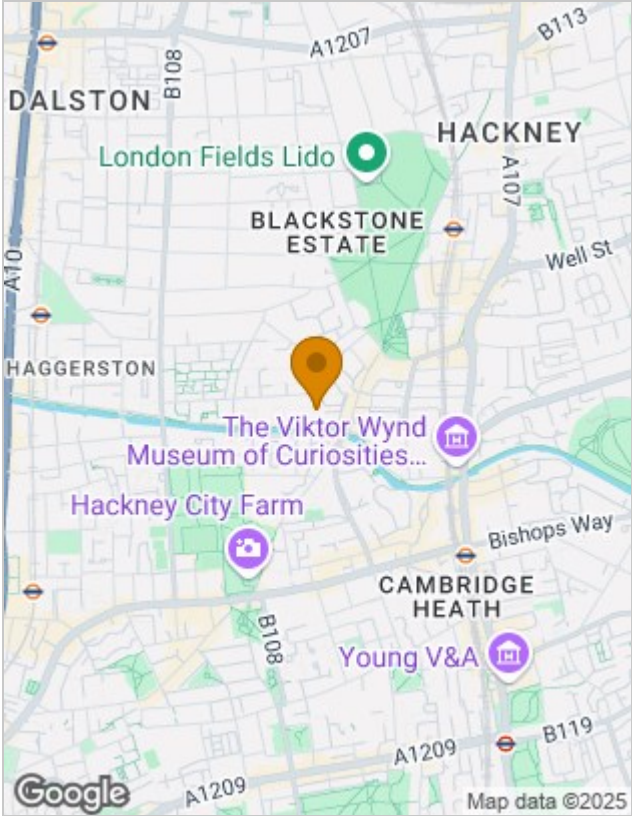 A1207
B113
B108
DALSTON
HACKNEY
London Fields Lido
A107
BLACKSTONE
ESTATE
Well St
A10
HAGGERSTON
The Viktor Wynd
Museum of Curiosities...
Hackney City Farm
Bishops Way
CAMBRIDGE
HEATH
B108
Young V&A
B119
A1209
A1209
Google
Map data ©2025